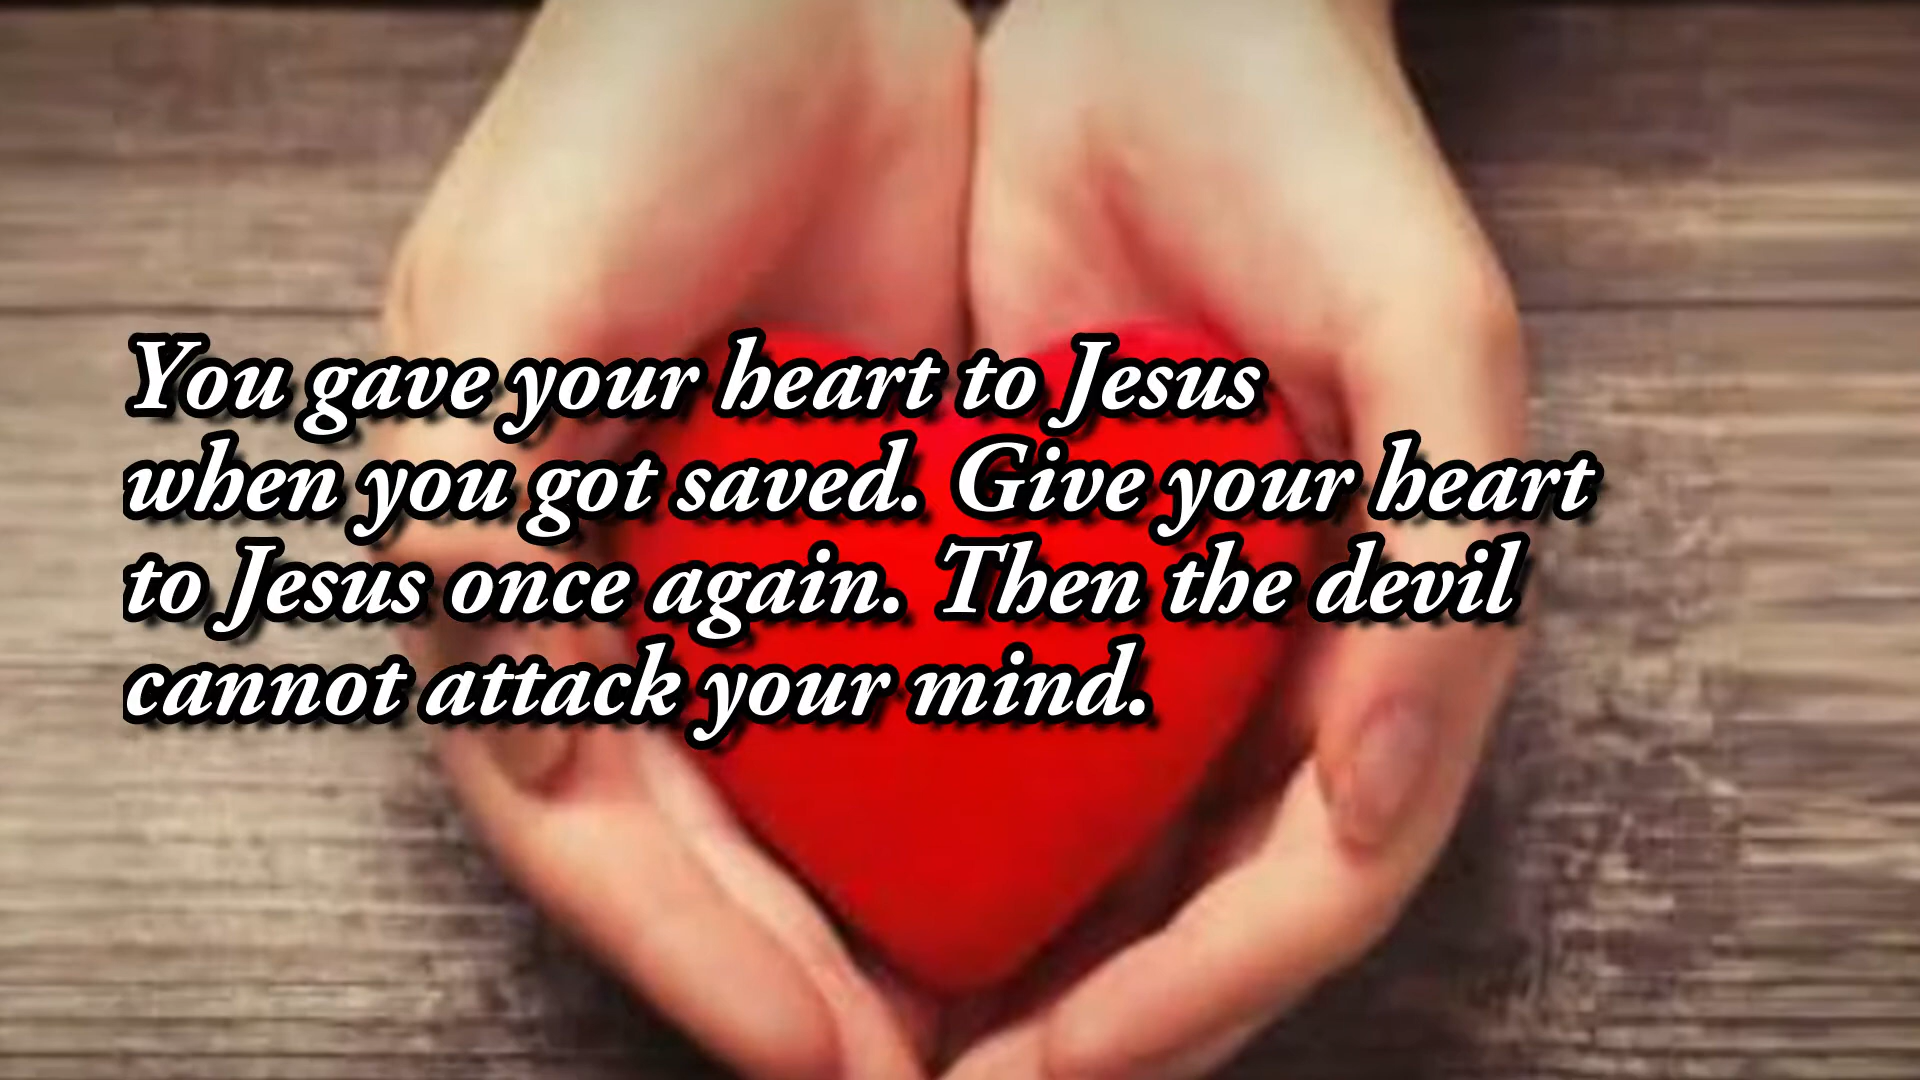 You gave your heart to Jesus
when you got saved. Give your heart
to Jesus once again. Then the devil
cannot attack your mind.